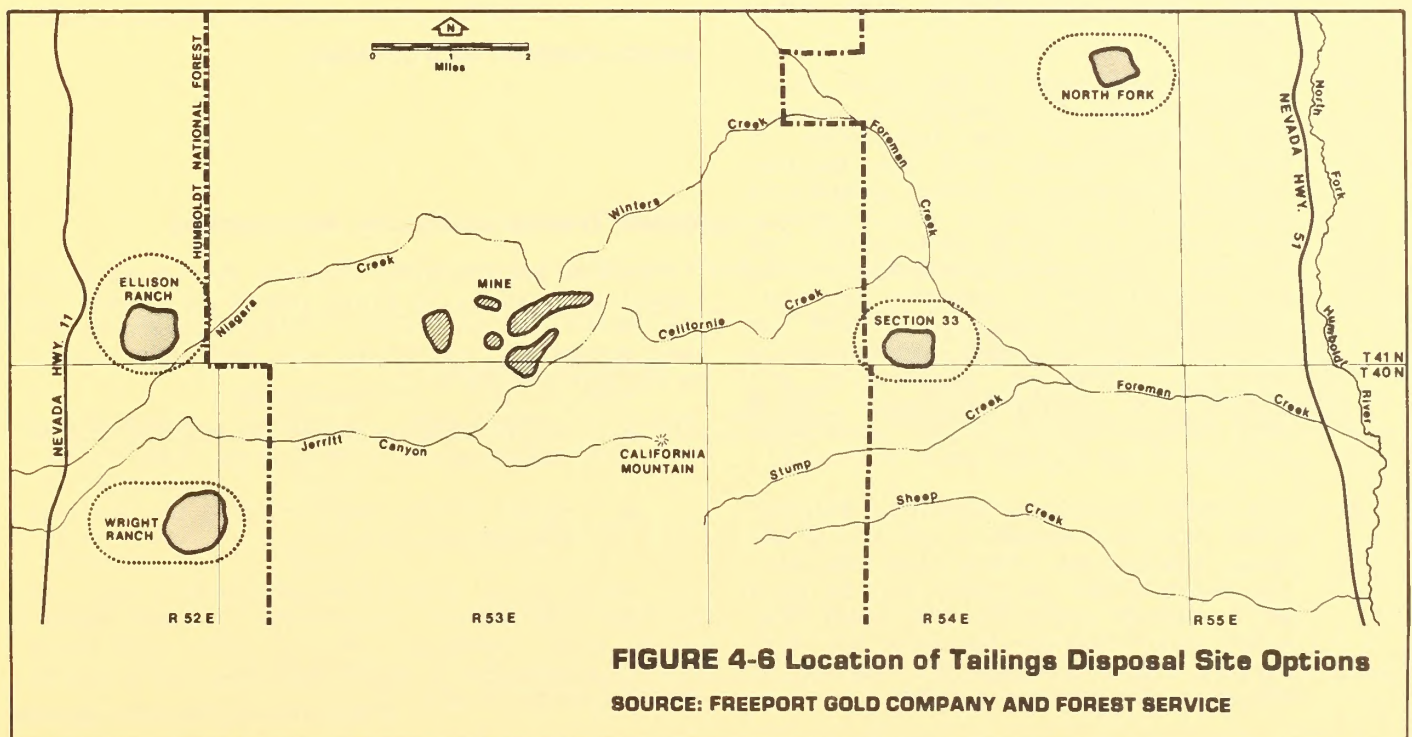 N
0 1 2
Miles
HUMBOLDT NATIONAL FOREST
NORTH FORK
NEVADA HWY. 51
North
Fork
Humboldt
River
Creek
Foreman
Creek
Winters
ELLISON
RANCH
Creek
Niagara
MINE
Creek
California
SECTION 33
NEVADA HWY. 11
T 41 N
T 40 N
Foreman
Creek
Creek
Jerritt Canyon
CALIFORNIA
MOUNTAIN
Stump
Sheep
Creek
WRIGHT
RANCH
R 52 E
R 53 E
R 54 E
R 55 E
FIGURE 4-6 Location of Tailings Disposal Site Options
SOURCE: FREEPORT GOLD COMPANY AND FOREST SERVICE